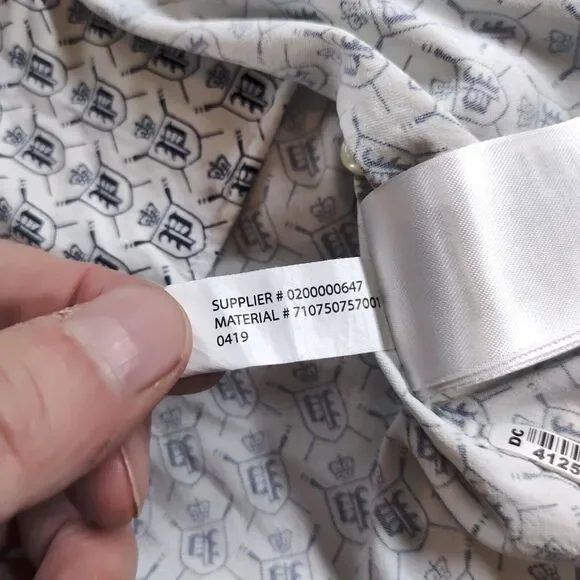 SUPPLIER # 0200000647
MATERIAL # 710750757001
0419
DC
4125